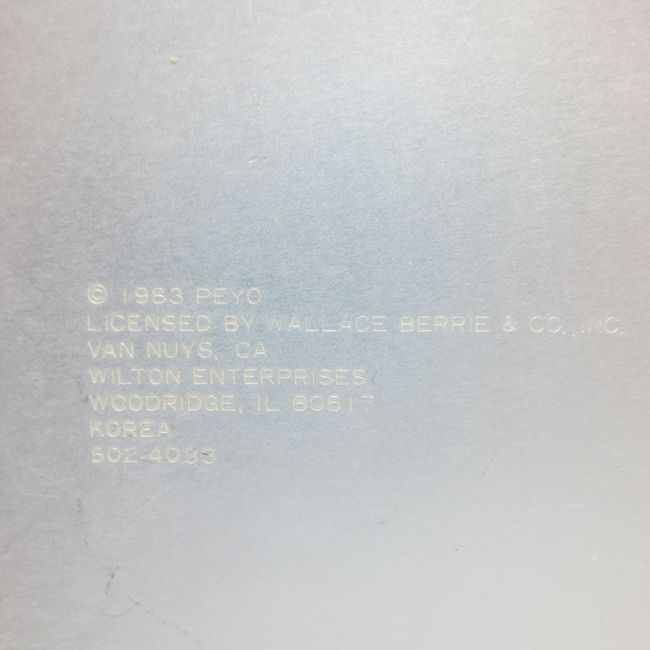 © 1983 PEYO
LICENSED BY WALLACE BERRIE & CO., INC.
VAN NUYS, CA
WILTON ENTERPRISES
WOODRIDGE, IL 60517
KOREA
502-4033